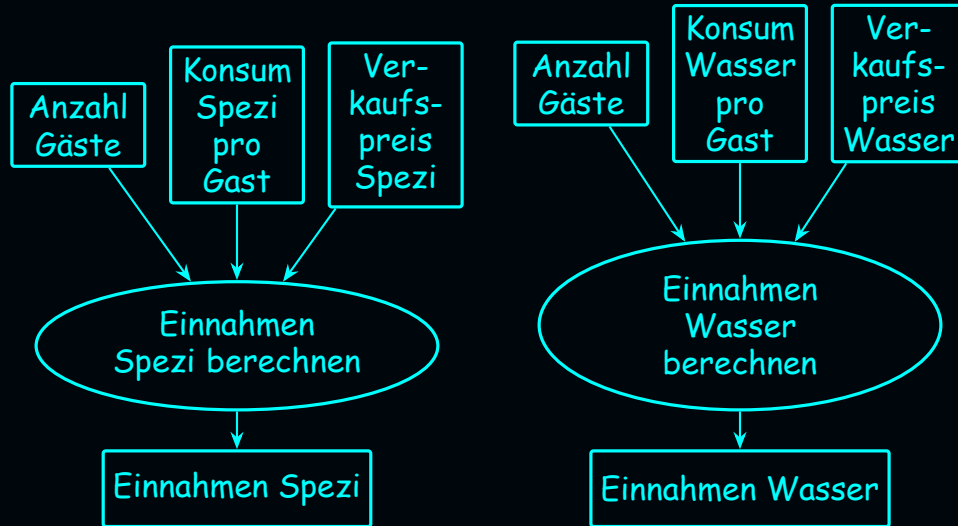 Anzahl
Gäste
Konsum
Spezi
pro
Gast
Ver-
kaufs-
preis
Spezi
Einnahmen
Spezi berechnen
Einnahmen Spezi
Anzahl
Gäste
Konsum
Wasser
pro
Gast
Ver-
kaufs-
preis
Wasser
Einnahmen
Wasser
berechnen
Einnahmen Wasser